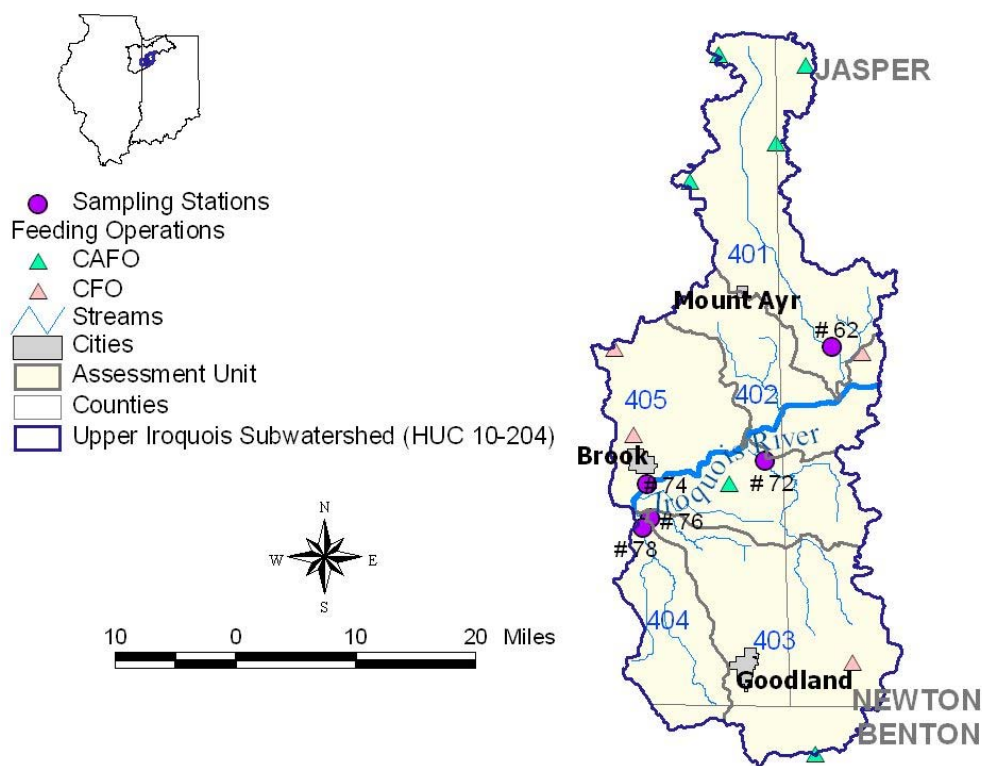 JASPER
Sampling Stations
Feeding Operations
CAFO
CFO
Streams
Cities
Assessment Unit
Counties
Upper Iroquois Subwatershed (HUC 10-204)
401
Mount Ayr
#62
405
402
Brook
Iroquois River
#74
#72
#76
#78
N
W E
S
10 0 10 20 Miles
404
403
Goodland
NEWTON
BENTON